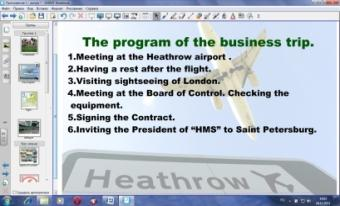 The program of the business trip.
1.Meeting at the Heathrow airport .
2.Having a rest after the flight.
3.Visiting sightseeing of London.
4.Meeting at the Board of Control. Checking the
equipment.
5.Signing the Contract.
6.Inviting the President of “HMS” to Saint Petersburg.
Heathrow